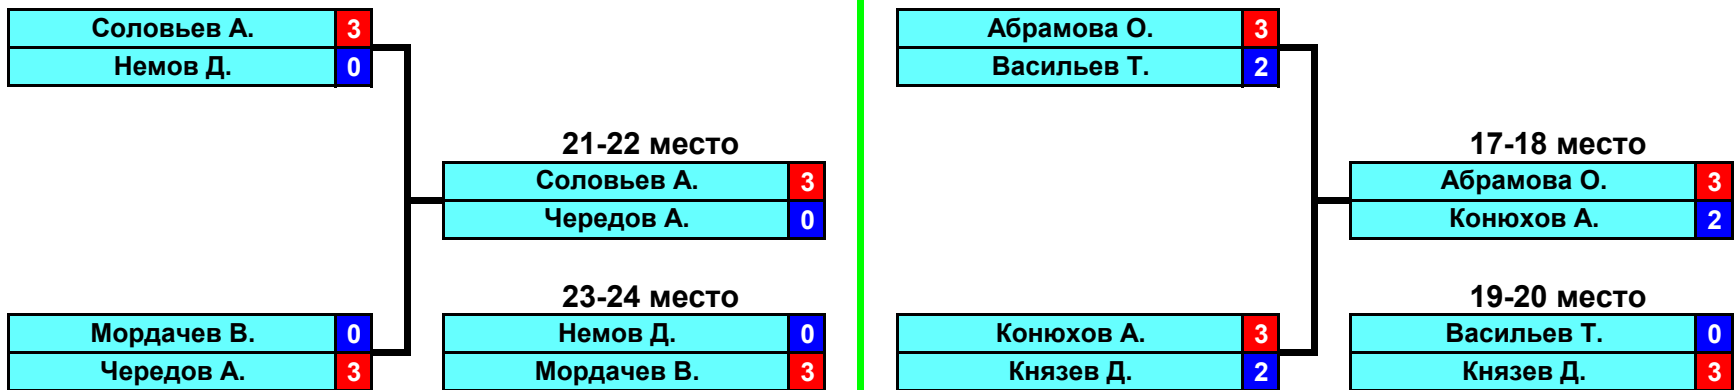 Соловьев А. 3
Немов Д. 0
21-22 место
Соловьев А. 3
Чередов А. 0
23-24 место
Мордачев В. 0
Чередов А. 3
Немов Д. 0
Мордачев В. 3
Абрамова О. 3
Васильев Т. 2
17-18 место
Абрамова О. 3
Конюхов А. 2
19-20 место
Конюхов А. 3
Князев Д. 2
Васильев Т. 0
Князев Д. 3